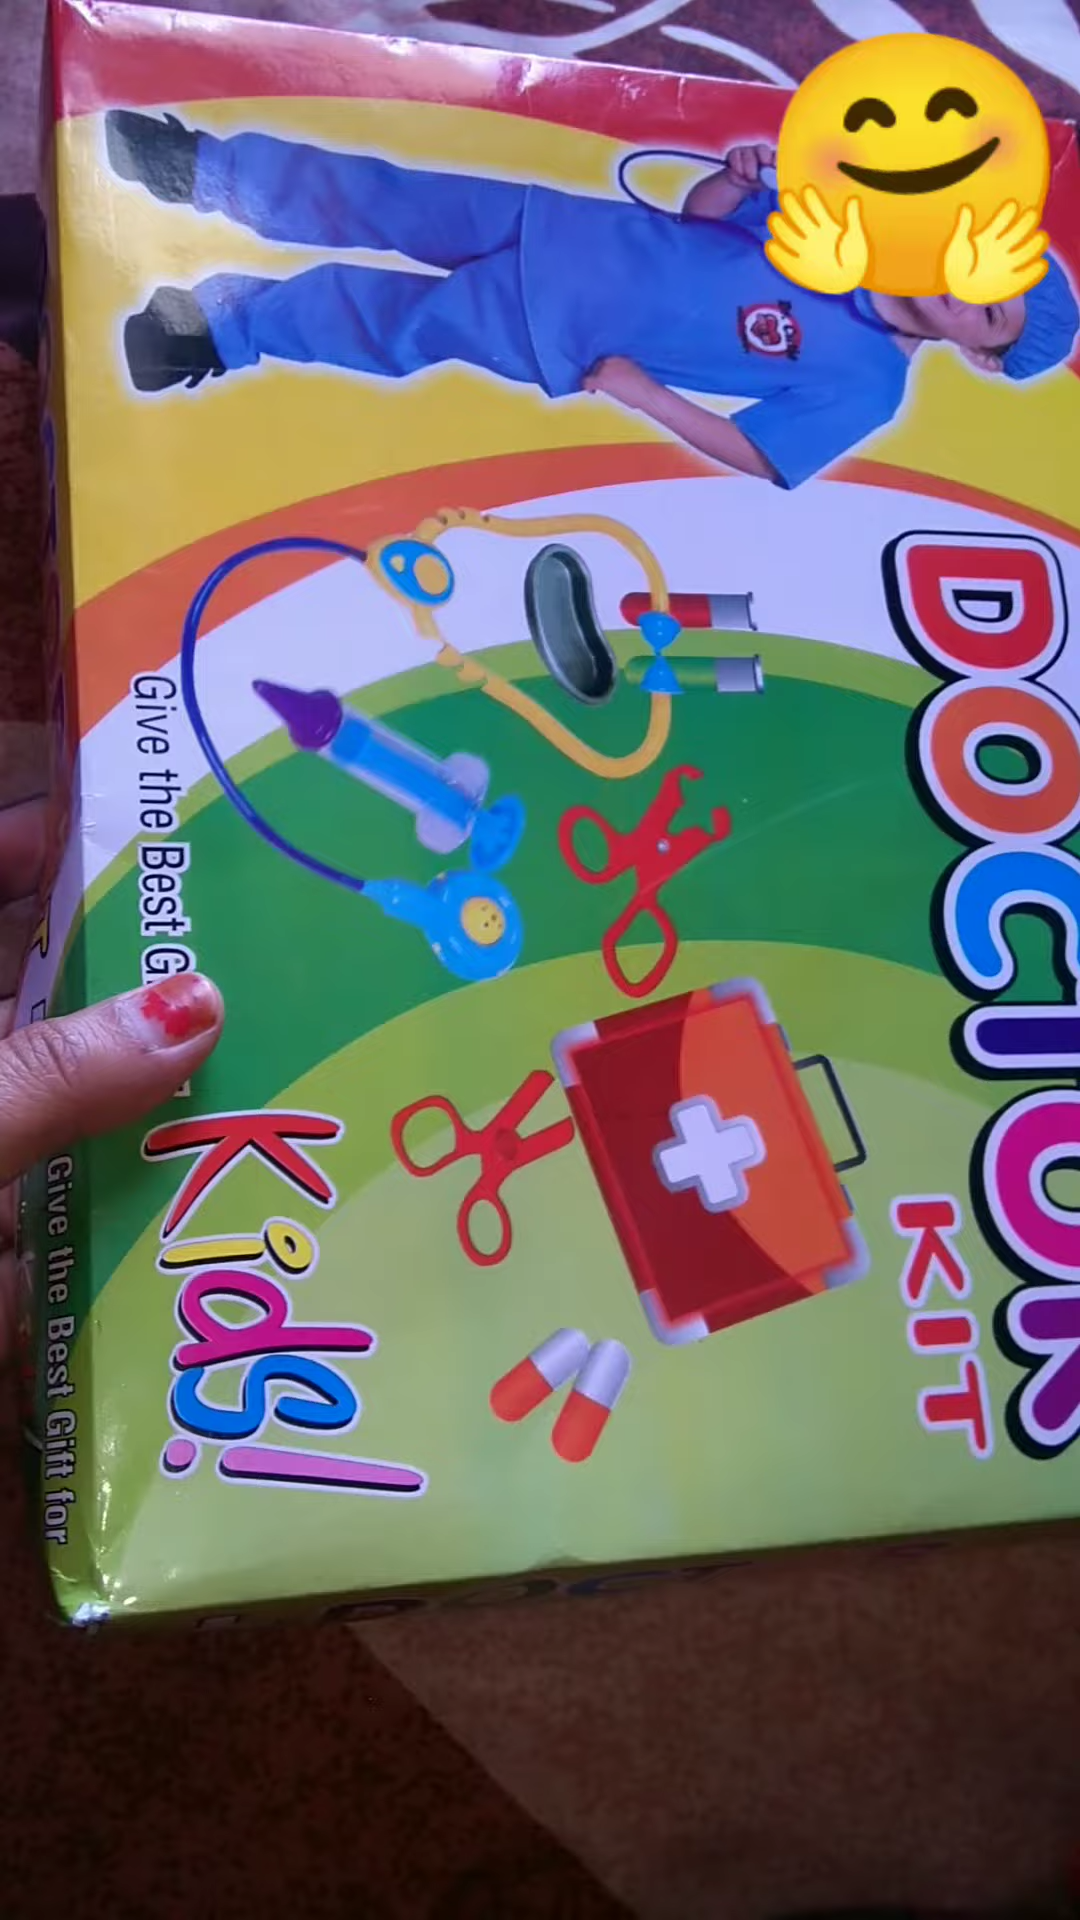 DOCTOR
KIT
Give the Best G
Kids!
Give the Best Gift for